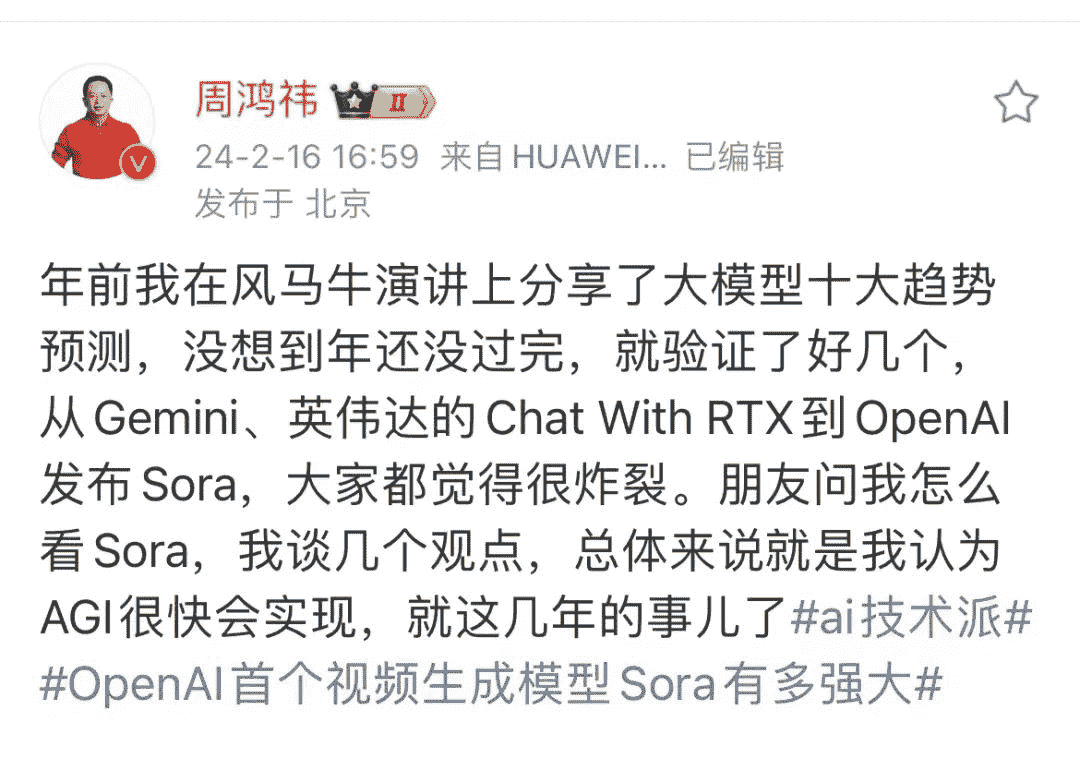 周鸿祎 II
24-2-16 16:59 来自 HUAWEI... 已编辑
发布于 北京
年前我在风马牛演讲上分享了大模型十大趋势
预测，没想到年还没过完，就验证了好几个，
从Gemini、英伟达的Chat With RTX到OpenAI
发布Sora，大家都觉得很炸裂。朋友问我怎么
看Sora，我谈几个观点，总体来说就是我认为
AGI很快会实现，就这几年的事儿了#ai技术派#
#OpenAI首个视频生成模型Sora有多强大#